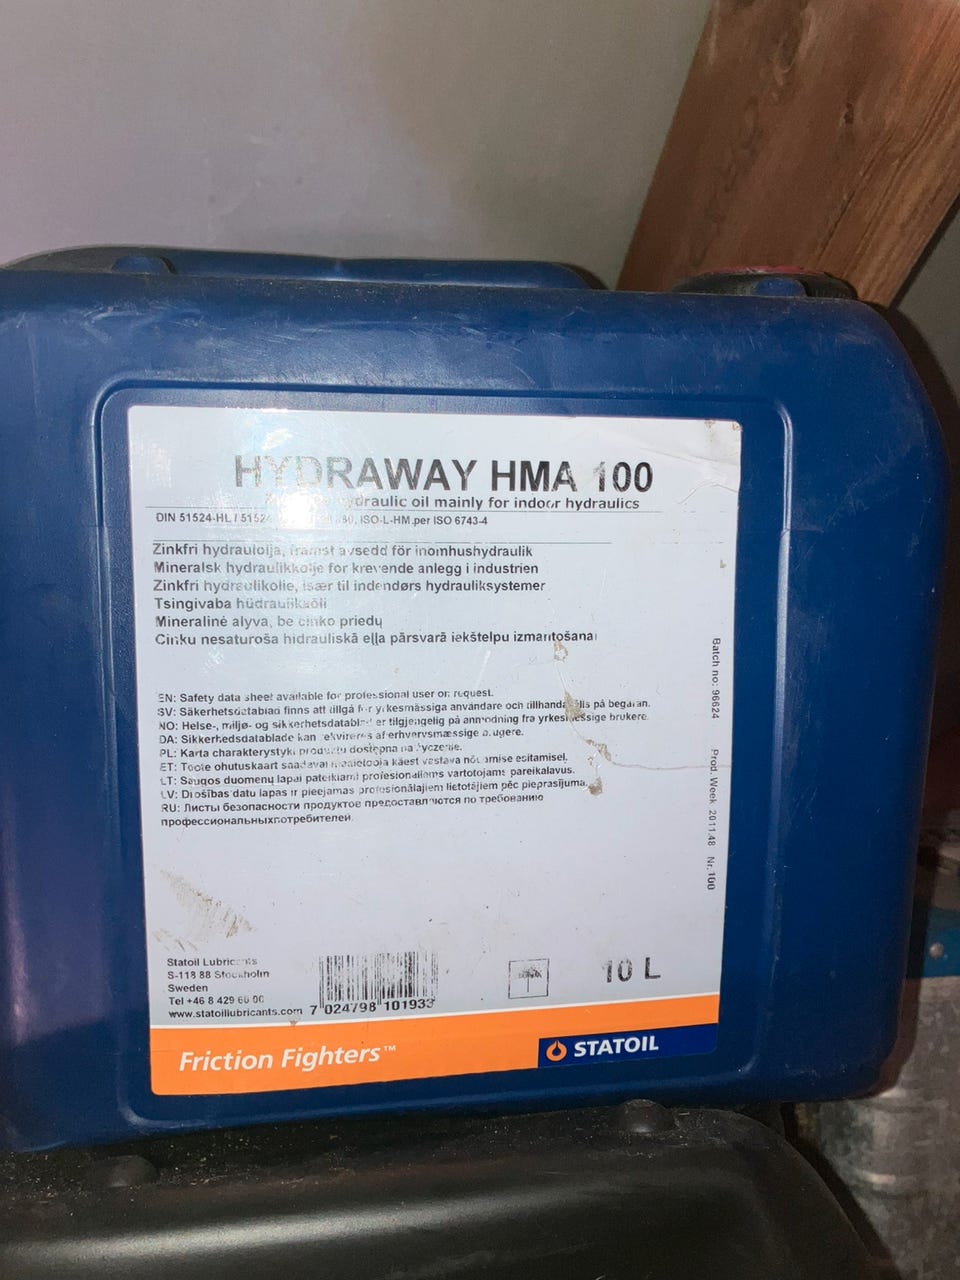 HYDRAWAY HMA 100
hydraulic oil mainly for indoor hydraulics
DIN 51524-HL / ISO-L-HM per ISO 6743-4
Zinkfri hydraulolja, främst avsedd för inomhushydraulik
Mineralsk hydraulikkolje for krevende anlegg i industrien
Zinkfri hydraulikolie, især til indendørs hydrauliksystemer
Tsingivaba hüdraulikaõli
Mineralinė alyva, be cinko priedų
Cinku nesaturoša hidrauliskā eļļa pārsvarā iekštelpu izmantošanai
EN: Safety data sheet available for professional user on request.
SV: Säkerhetsdatablad finns att tillgå för yrkesmässiga användare och tillhandahålls på begäran.
NO: Helse-, miljø- og sikkerhetsdatablad er tilgjengelig på anmodning fra yrkesmessige brukere.
DA: Sikkerhedsdatablade kan rekvireres af erhvervsmæssige brugere.
PL: Karta charakterystyki produktu dostępna na życzenie.
ET: Toote ohutuskaart saadaval käest vastava nõudmise esitamisel.
LT: Saugos duomenų lapai pateikiami profesionaliems vartotojams pareikalavus.
LV: Drošības datu lapas ir pieejamas profesionālajiem lietotājiem pēc pieprasījuma.
RU: Листы безопасности продуктов предоставляются по требованию
профессиональныхпотребителей
Batch no: 96624 Prod. Week 2011.48 Nr.100
Statoil Lubricants
S-118 88 Stockholm
Sweden
Tel +46 8 429 60 00
www.statoillubricants.com
7 024798 101933
10 L
Friction Fighters™
STATOIL